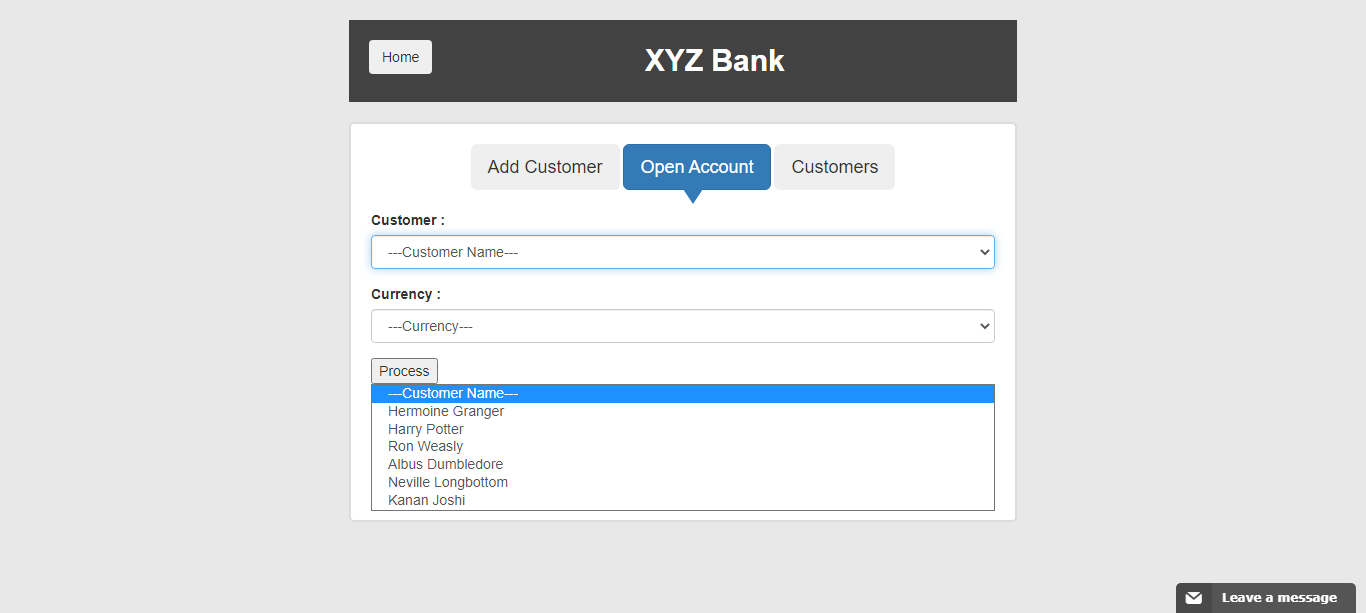 Home
XYZ Bank
Add Customer
Open Account
Customers
Customer :
---Customer Name---
Currency :
---Currency---
Process
---Customer Name---
Hermoine Granger
Harry Potter
Ron Weasly
Albus Dumbledore
Neville Longbottom
Kanan Joshi
Leave a message